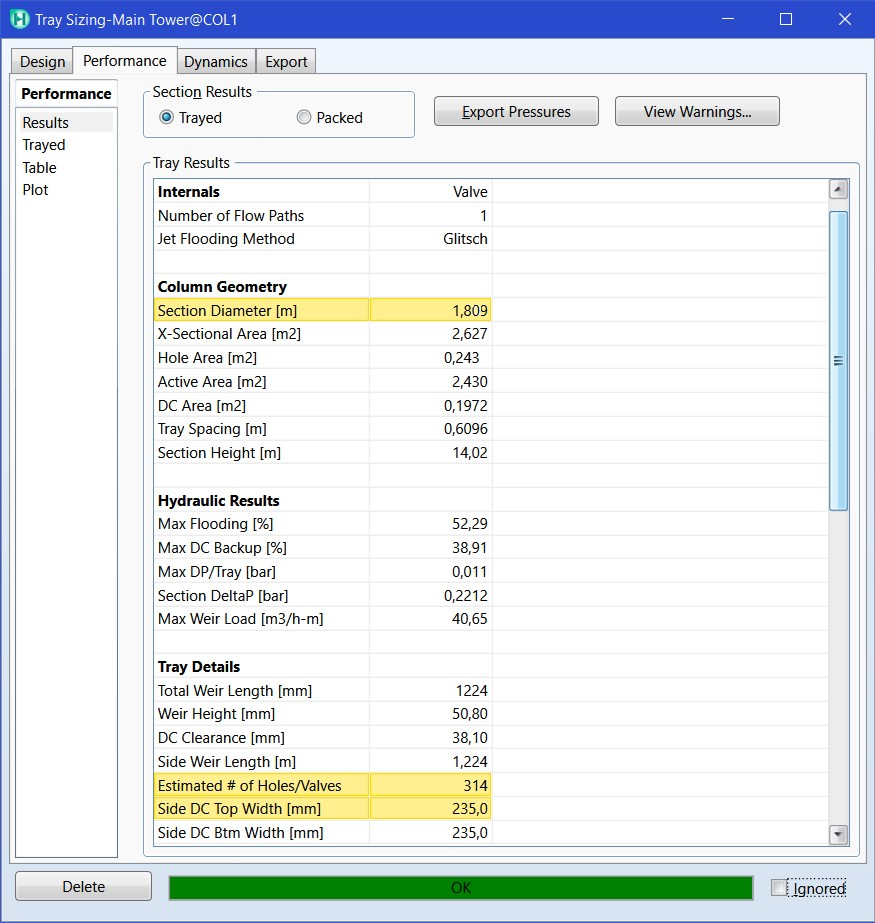 Tray Sizing-Main Tower@COL1
Design Performance Dynamics Export
Performance
Results
Trayed
Table
Plot
Section Results
Trayed Packed
Export Pressures View Warnings...
Tray Results
Internals Valve
Number of Flow Paths 1
Jet Flooding Method Glitsch
Column Geometry
Section Diameter [m] 1,809
X-Sectional Area [m2] 2,627
Hole Area [m2] 0,243
Active Area [m2] 2,430
DC Area [m2] 0,1972
Tray Spacing [m] 0,6096
Section Height [m] 14,02
Hydraulic Results
Max Flooding [%] 52,29
Max DC Backup [%] 38,91
Max DP/Tray [bar] 0,011
Section DeltaP [bar] 0,2212
Max Weir Load [m3/h-m] 40,65
Tray Details
Total Weir Length [mm] 1224
Weir Height [mm] 50,80
DC Clearance [mm] 38,10
Side Weir Length [m] 1,224
Estimated # of Holes/Valves 314
Side DC Top Width [mm] 235,0
Side DC Btm Width [mm] 235,0
Delete OK Ignored